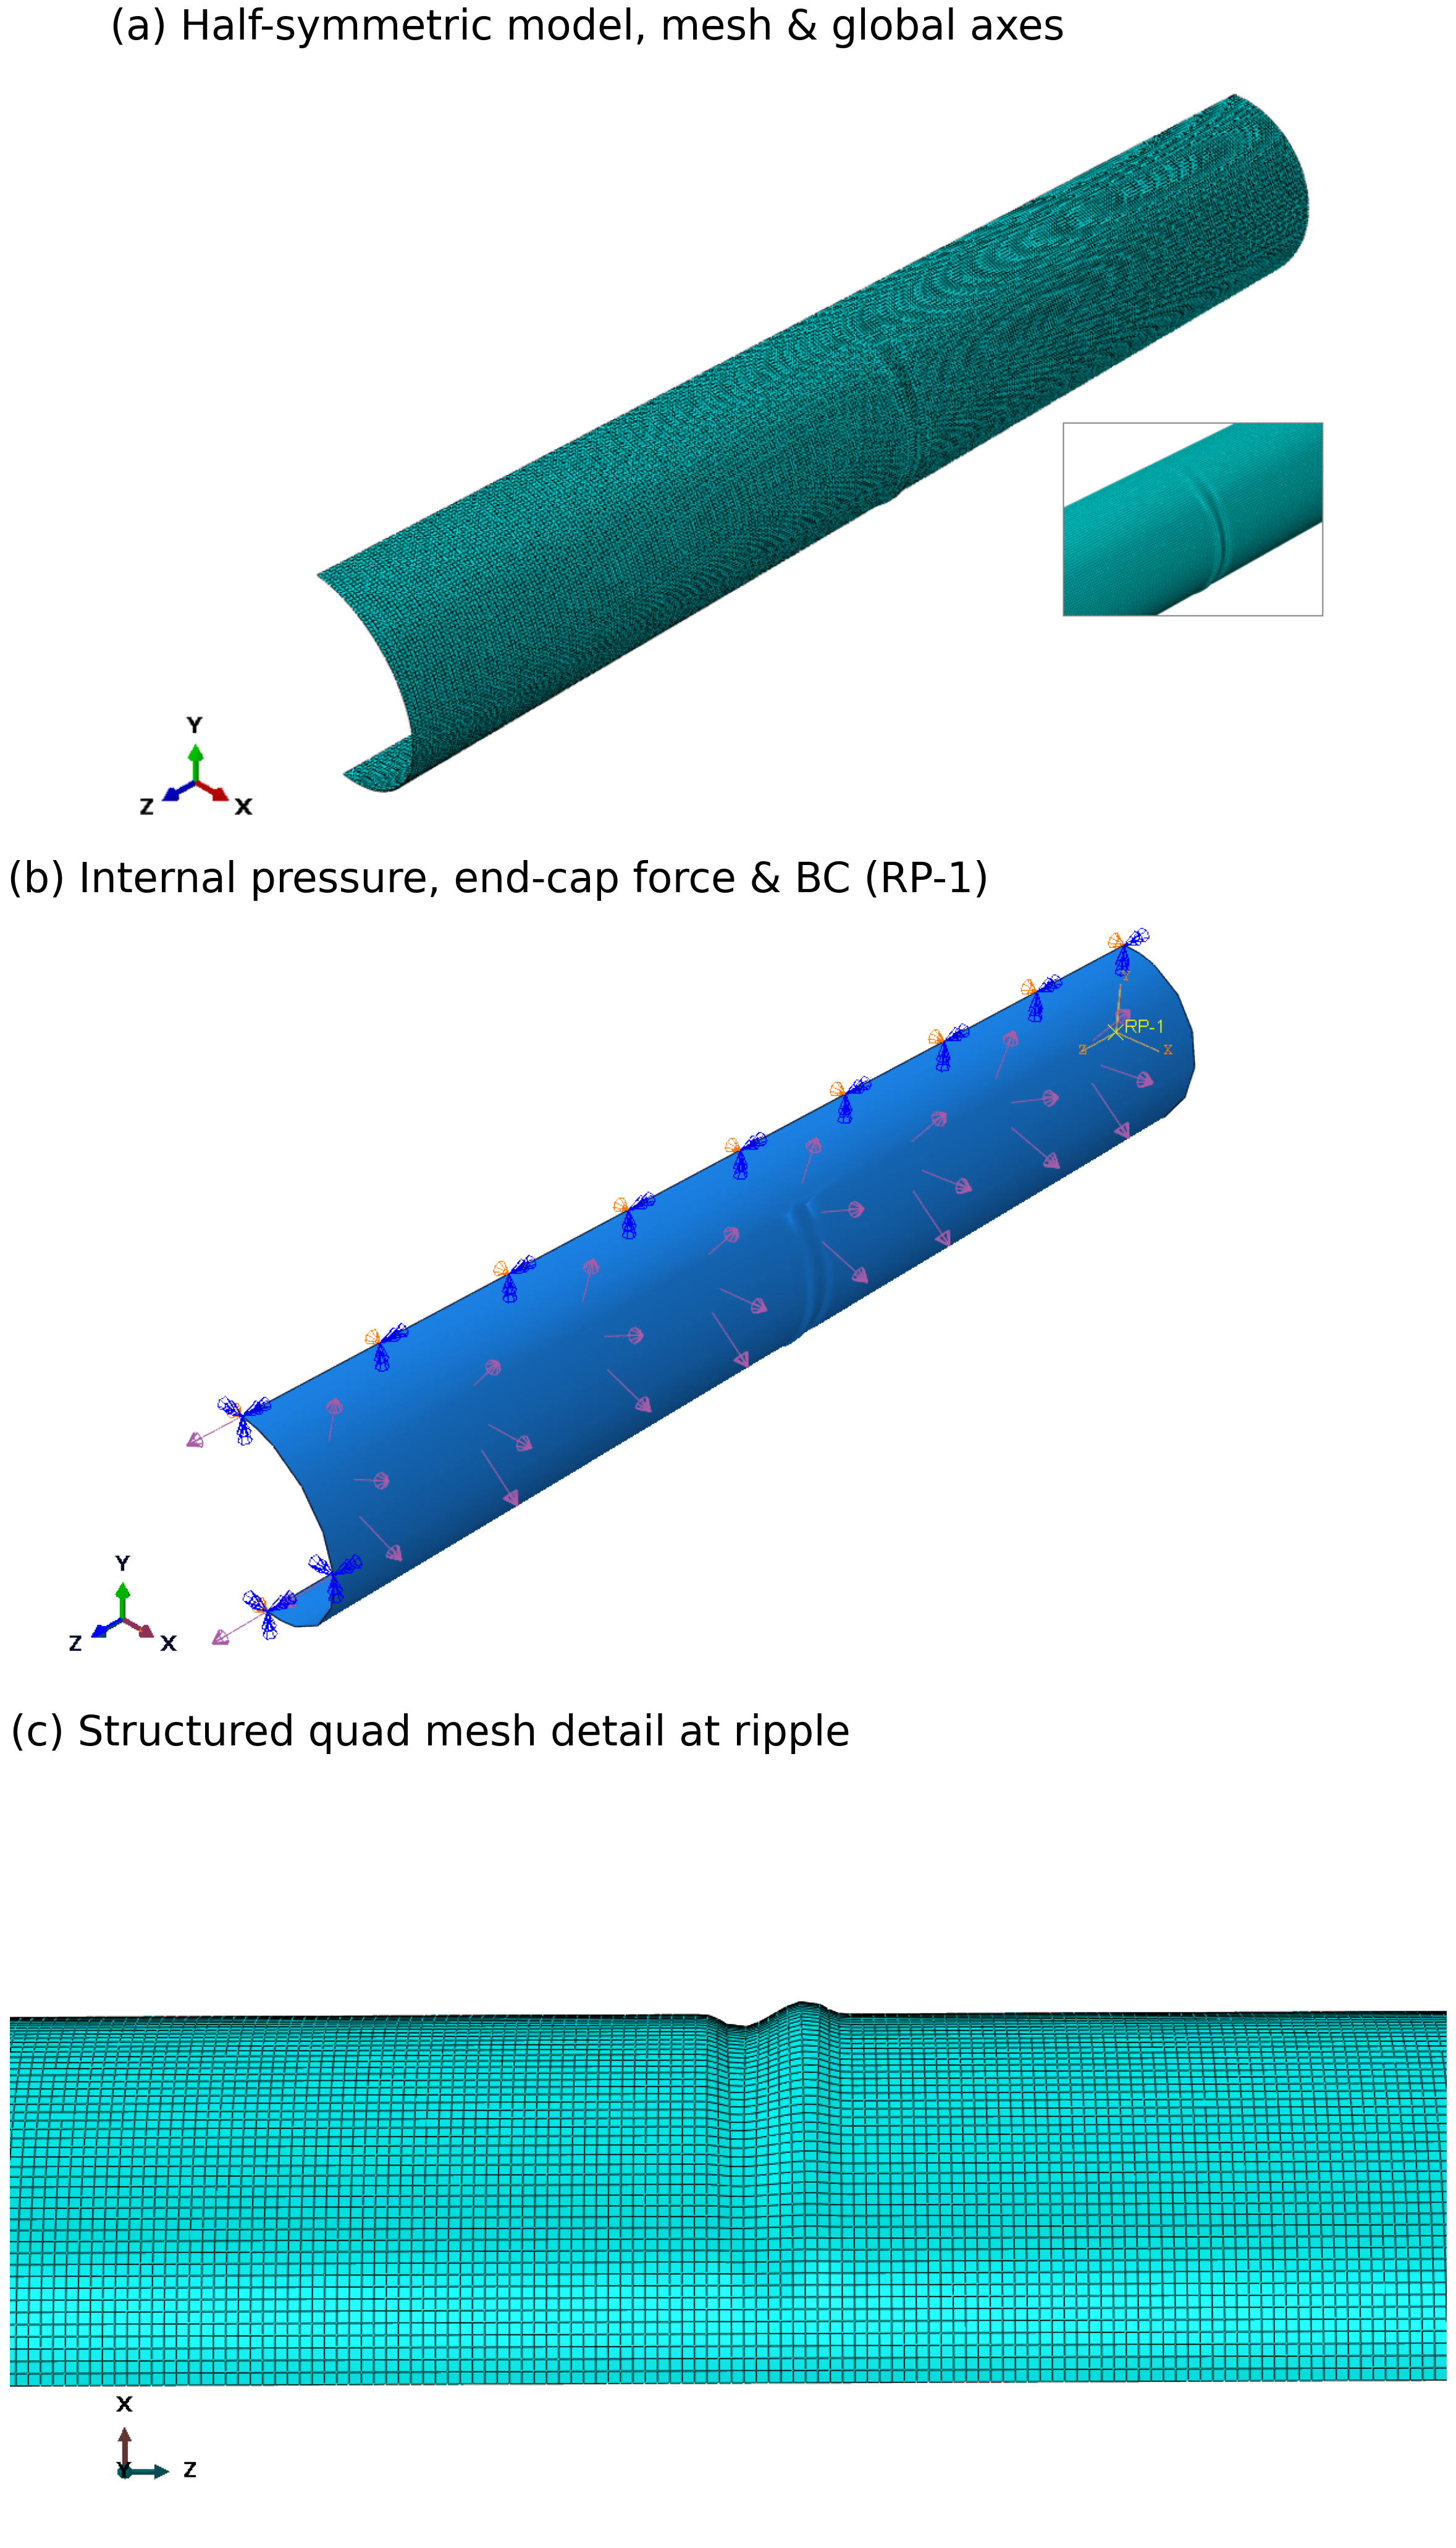 (a) Half-symmetric model, mesh & global axes
Y
Z X
(b) Internal pressure, end-cap force & BC (RP-1)
Y
RP-1
Z X
Y
Z X
(c) Structured quad mesh detail at ripple
X
Y Z